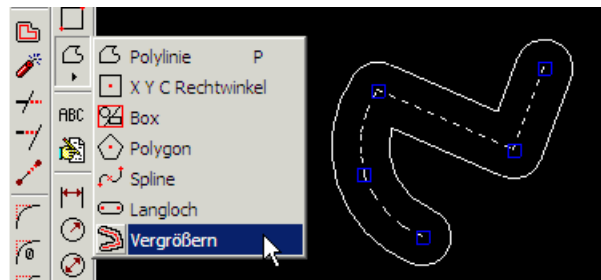 Polylinie P
X Y C Rechtwinkel
ABC
Box
Polygon
Spline
Langloch
Vergrößern